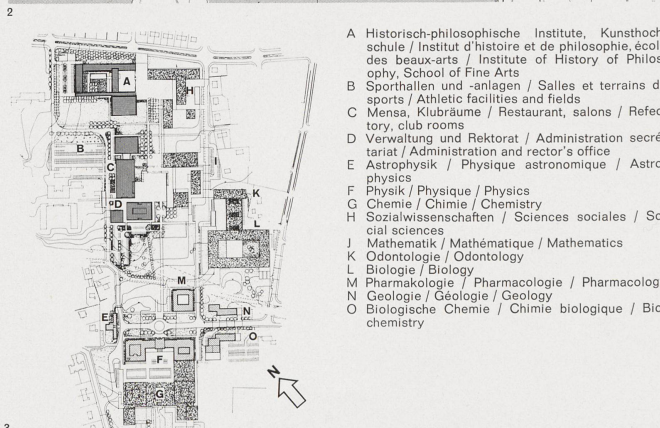 2
A Historisch-philosophische Institute, Kunsthoch
schule / Institut d'histoire et de philosophie, écol
des beaux-arts / Institute of History of Philos
ophy, School of Fine Arts
B Sporthallen und -anlagen / Salles et terrains d
sports / Athletic facilities and fields
C Mensa, Klubräume / Restaurant, salons / Refec
tory, club rooms
D Verwaltung und Rektorat / Administration secré
tariat / Administration and rector's office
E Astrophysik / Physique astronomique / Astro
physics
F Physik / Physique / Physics
G Chemie / Chimie / Chemistry
H Sozialwissenschaften / Sciences sociales / So
cial sciences
J Mathematik / Mathématique / Mathematics
K Odontologie / Odontology
L Biologie / Biology
M Pharmakologie / Pharmacologie / Pharmacolog
N Geologie / Géologie / Geology
O Biologische Chemie / Chimie biologique / Bio
chemistry
A
H
B
I
C
K
D
L
M
E
N
O
F
G
N
3